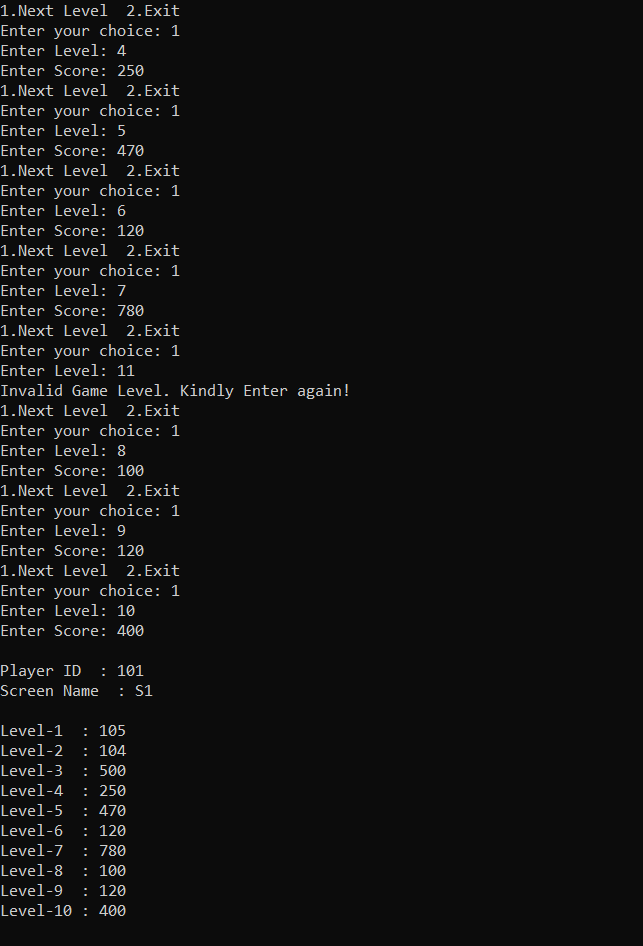 1.Next Level  2.Exit
Enter your choice: 1
Enter Level: 4
Enter Score: 250
1.Next Level  2.Exit
Enter your choice: 1
Enter Level: 5
Enter Score: 470
1.Next Level  2.Exit
Enter your choice: 1
Enter Level: 6
Enter Score: 120
1.Next Level  2.Exit
Enter your choice: 1
Enter Level: 7
Enter Score: 780
1.Next Level  2.Exit
Enter your choice: 1
Enter Level: 11
Invalid Game Level. Kindly Enter again!
1.Next Level  2.Exit
Enter your choice: 1
Enter Level: 8
Enter Score: 100
1.Next Level  2.Exit
Enter your choice: 1
Enter Level: 9
Enter Score: 120
1.Next Level  2.Exit
Enter your choice: 1
Enter Level: 10
Enter Score: 400

Player ID  : 101
Screen Name  : S1

Level-1  : 105
Level-2  : 104
Level-3  : 500
Level-4  : 250
Level-5  : 470
Level-6  : 120
Level-7  : 780
Level-8  : 100
Level-9  : 120
Level-10 : 400